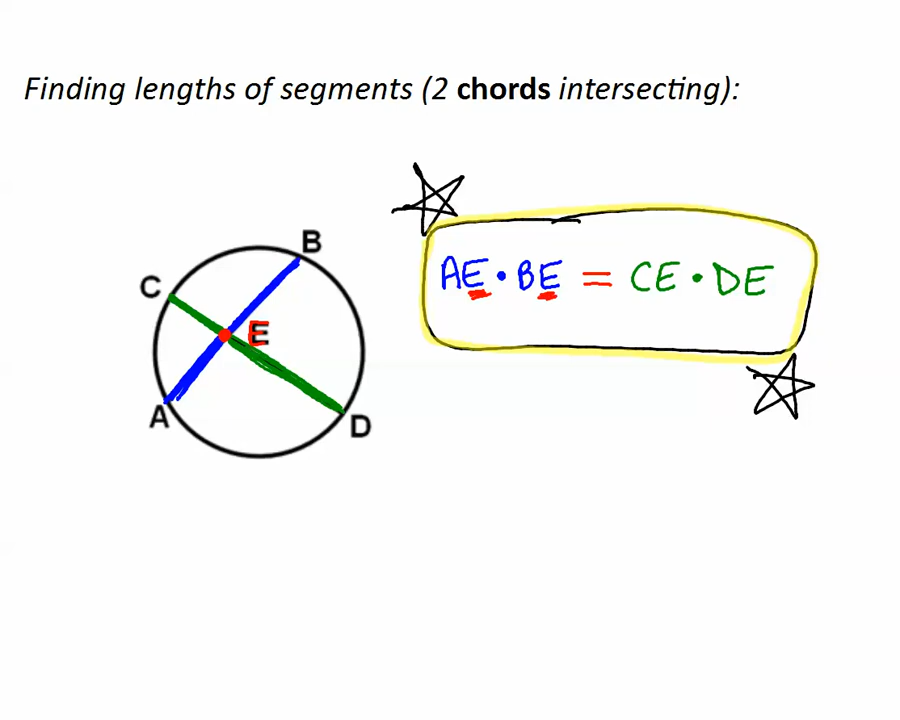 Finding lengths of segments (2 chords intersecting):
B
C
E
A
D
AE • BE = CE • DE